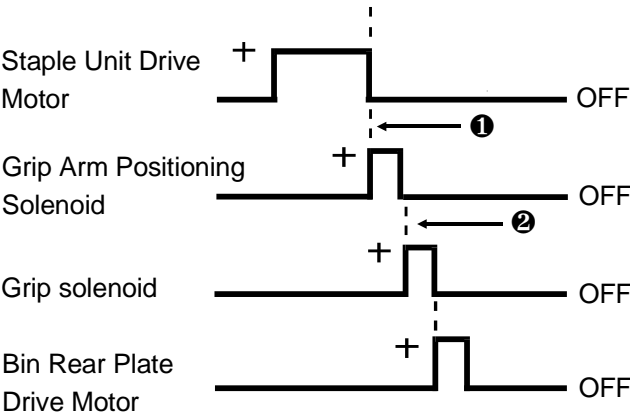 Staple Unit Drive
Motor
+
OFF
❶
Grip Arm Positioning
Solenoid
+
OFF
❷
Grip solenoid
+
OFF
Bin Rear Plate
Drive Motor
+
OFF